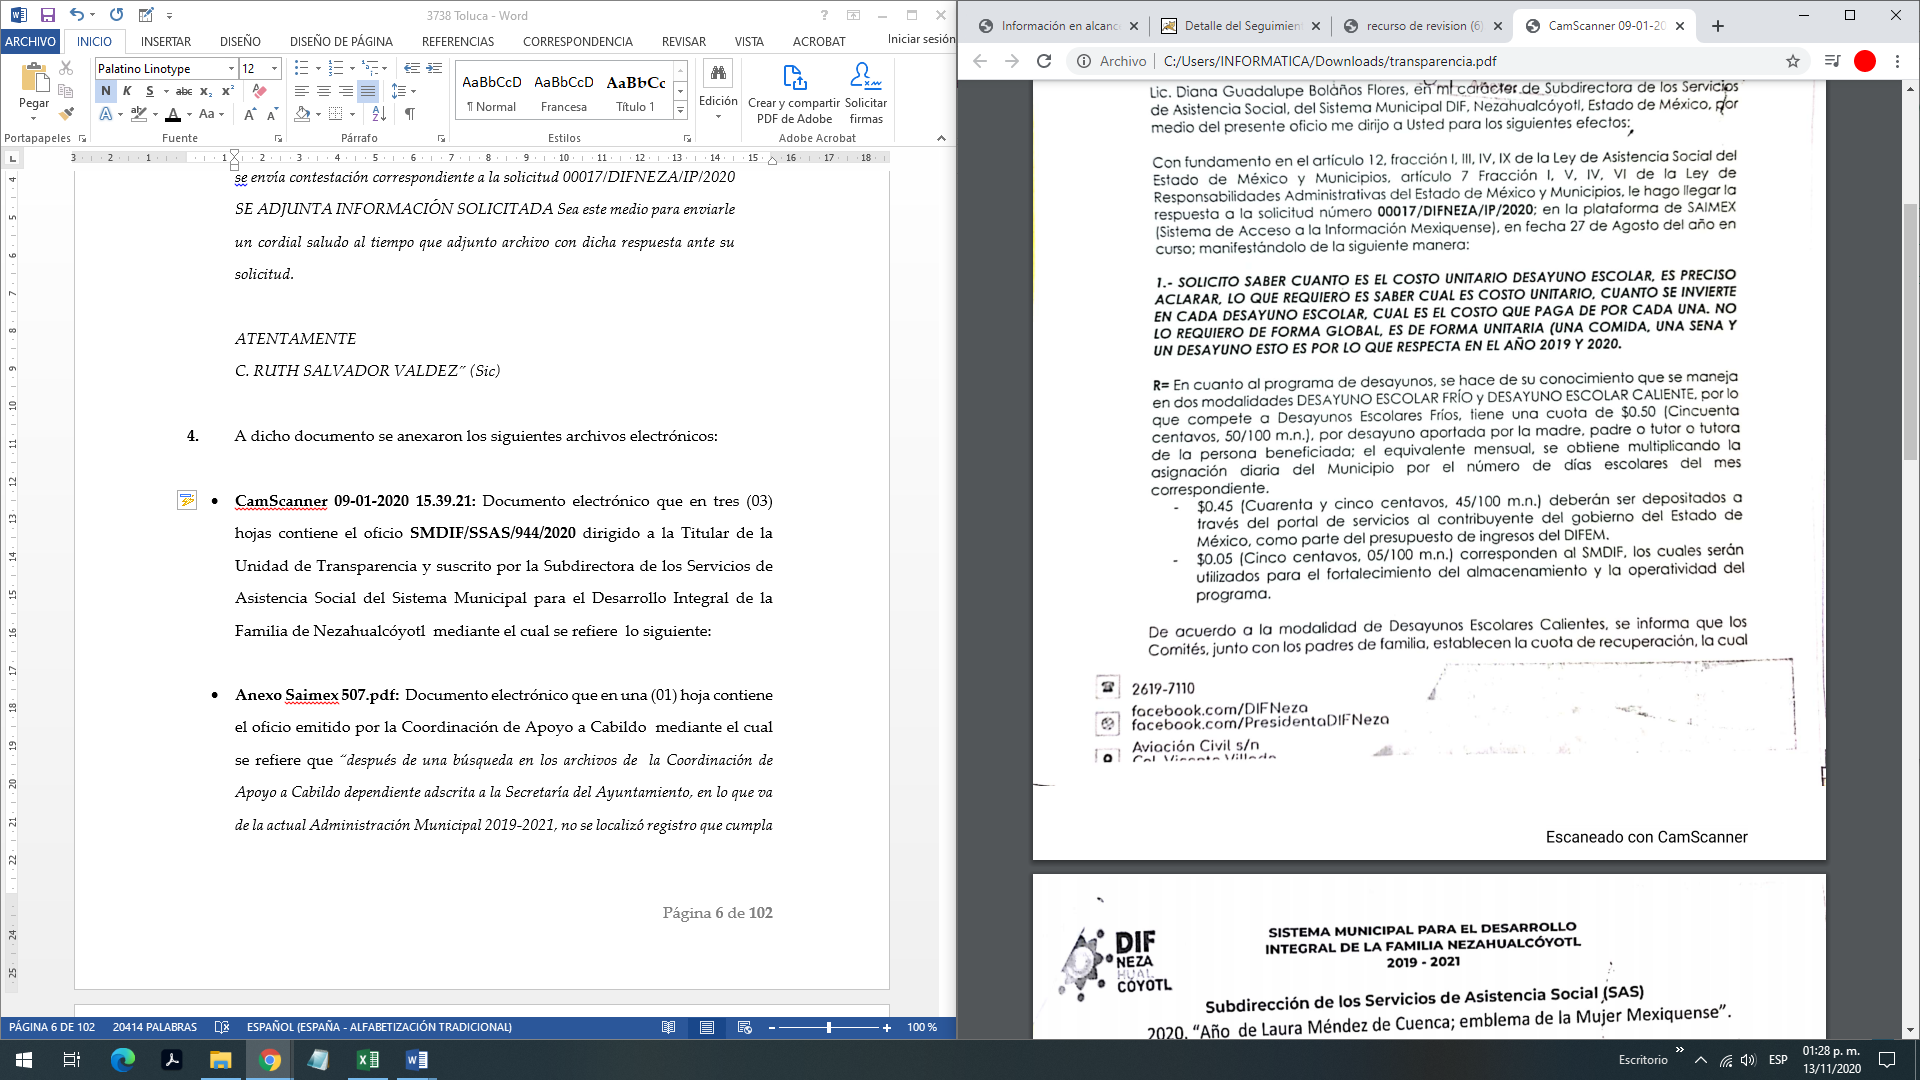 3738 Toluca - Word
ARCHIVO INICIO INSERTAR DISEÑO DISEÑO DE PÁGINA REFERENCIAS CORRESPONDENCIA REVISAR VISTA ACROBAT Iniciar sesión
Palatino Linotype 12
Pegar
N K S abc x₂ x²
AaBbCcD AaBbCcD AaBbCc
¶ Normal Francesa Título 1
Edición
Crear y compartir PDF de Adobe
Solicitar firmas
Portapapeles Fuente Párrafo Estilos Adobe Acrobat
3 2 1 1 2 3 4 5 6 7 8 9 10 11 12 13 14 15 16 17 18
se envía contestación correspondiente a la solicitud 00017/DIFNEZA/IP/2020
SE ADJUNTA INFORMACIÓN SOLICITADA Sea este medio para enviarle
un cordial saludo al tiempo que adjunto archivo con dicha respuesta ante su
solicitud.
ATENTAMENTE
C. RUTH SALVADOR VALDEZ” (Sic)
4. A dicho documento se anexaron los siguientes archivos electrónicos:
• CamScanner 09-01-2020 15.39.21: Documento electrónico que en tres (03)
hojas contiene el oficio SMDIF/SSAS/944/2020 dirigido a la Titular de la
Unidad de Transparencia y suscrito por la Subdirectora de los Servicios de
Asistencia Social del Sistema Municipal para el Desarrollo Integral de la
Familia de Nezahualcóyotl mediante el cual se refiere lo siguiente:
• Anexo Saimex 507.pdf: Documento electrónico que en una (01) hoja contiene
el oficio emitido por la Coordinación de Apoyo a Cabildo mediante el cual
se refiere que “después de una búsqueda en los archivos de la Coordinación de
Apoyo a Cabildo dependiente adscrita a la Secretaría del Ayuntamiento, en lo que va
de la actual Administración Municipal 2019-2021, no se localizó registro que cumpla
Página 6 de 102
PÁGINA 6 DE 102 20414 PALABRAS ESPAÑOL (ESPAÑA - ALFABETIZACIÓN TRADICIONAL) 100 %
Información en alcance
Detalle del Seguimien
recurso de revision (6)
CamScanner 09-01-20
Archivo C:/Users/INFORMATICA/Downloads/transparencia.pdf
Lic. Diana Guadalupe Bolaños Flores, en mi carácter de Subdirectora de los Servicios
de Asistencia Social, del Sistema Municipal DIF, Nezahualcóyotl, Estado de México, por
medio del presente oficio me dirijo a Usted para los siguientes efectos;
Con fundamento en el artículo 12, fracción I, III, IV, IX de la Ley de Asistencia Social del
Estado de México y Municipios, artículo 7 Fracción I, V, IV, VI de la Ley de
Responsabilidades Administrativas del Estado de México y Municipios, le hago llegar la
respuesta a la solicitud número 00017/DIFNEZA/IP/2020; en la plataforma de SAIMEX
(Sistema de Acceso a la Información Mexiquense), en fecha 27 de Agosto del año en
curso; manifestándolo de la siguiente manera:
1.- SOLICITO SABER CUANTO ES EL COSTO UNITARIO DESAYUNO ESCOLAR, ES PRECISO
ACLARAR, LO QUE REQUIERO ES SABER CUAL ES COSTO UNITARIO, CUANTO SE INVIERTE
EN CADA DESAYUNO ESCOLAR, CUAL ES EL COSTO QUE PAGA DE POR CADA UNA. NO
LO REQUIERO DE FORMA GLOBAL, ES DE FORMA UNITARIA (UNA COMIDA, UNA SENA Y
UN DESAYUNO ESTO ES POR LO QUE RESPECTA EN EL AÑO 2019 Y 2020.
R= En cuanto al programa de desayunos, se hace de su conocimiento que se maneja
en dos modalidades DESAYUNO ESCOLAR FRÍO y DESAYUNO ESCOLAR CALIENTE, por lo
que compete a Desayunos Escolares Fríos, tiene una cuota de $0.50 (Cincuenta
centavos, 50/100 m.n.), por desayuno aportada por la madre, padre o tutor o tutora
de la persona beneficiada; el equivalente mensual, se obtiene multiplicando la
asignación diaria del Municipio por el número de días escolares del mes
correspondiente.
- $0.45 (Cuarenta y cinco centavos, 45/100 m.n.) deberán ser depositados a
través del portal de servicios al contribuyente del gobierno del Estado de
México, como parte del presupuesto de ingresos del DIFEM.
- $0.05 (Cinco centavos, 05/100 m.n.) corresponden al SMDIF, los cuales serán
utilizados para el fortalecimiento del almacenamiento y la operatividad del
programa.
De acuerdo a la modalidad de Desayunos Escolares Calientes, se informa que los
Comités, junto con los padres de familia, establecen la cuota de recuperación, la cual
2619-7110
facebook.com/DIFNeza
facebook.com/PresidentaDIFNeza
Aviación Civil s/n
Col. Vicente Villada
Escaneado con CamScanner
DIF
NEZA
HUAL
CÓYOTL
SISTEMA MUNICIPAL PARA EL DESARROLLO
INTEGRAL DE LA FAMILIA NEZAHUALCÓYOTL
2019 - 2021
Subdirección de los Servicios de Asistencia Social (SAS)
2020. “Año de Laura Méndez de Cuenca; emblema de la Mujer Mexiquense”.
Escritorio ESP 01:28 p. m.
13/11/2020